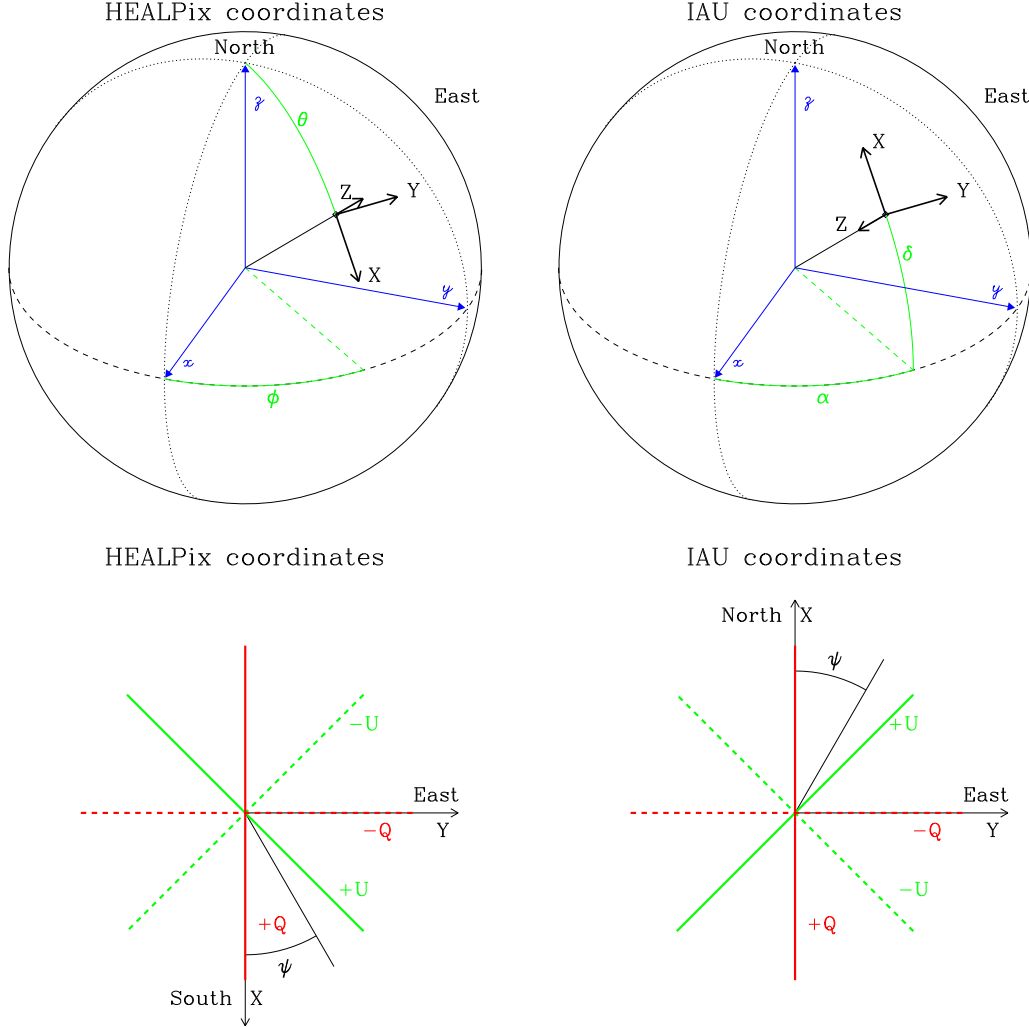 HEALPix coordinates
North
East
z
θ
Z
Y
X
y
x
φ
IAU coordinates
North
East
z
X
Y
Z
δ
y
x
α
HEALPix coordinates
−U
East
−Q
Y
+U
+Q
ψ
South X
IAU coordinates
North X
ψ
+U
East
−Q
Y
−U
+Q